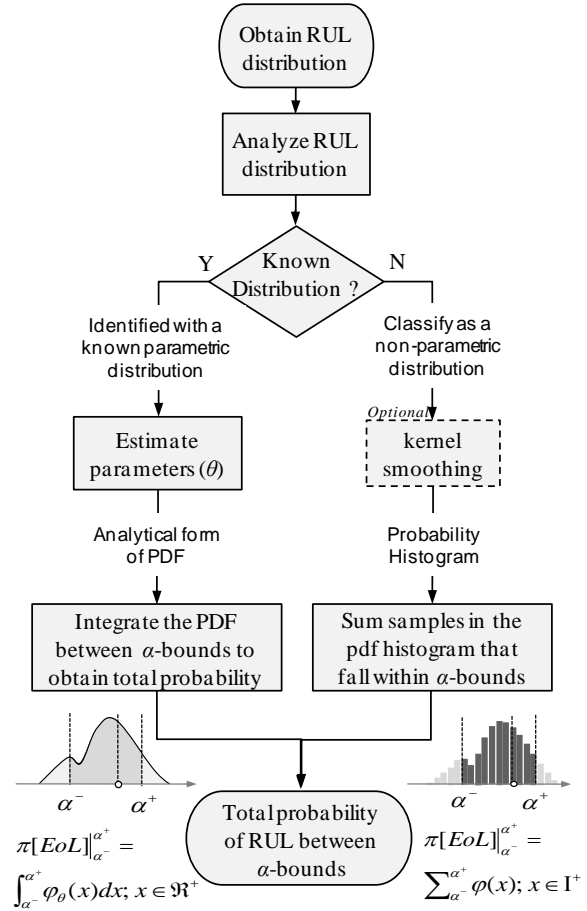 Obtain RUL
distribution
Analyze RUL
distribution
Y
Known
Distribution ?
N
Identified with a
known parametric
distribution
Classify as a
non-parametric
distribution
Optional
Estimate
parameters (θ)
kernel
smoothing
Analytical form
of PDF
Probability
Histogram
Integrate the PDF
between α-bounds to
obtain total probability
Sum samples in the
pdf histogram that
fall within α-bounds
α⁻ α⁺
α⁻ α⁺
Total probability
of RUL between
α-bounds
π[EoL]|_{α⁻}^{α⁺} =
∫_{α⁻}^{α⁺} φ_θ(x)dx; x ∈ ℜ⁺
π[EoL]|_{α⁻}^{α⁺} =
∑_{α⁻}^{α⁺} φ(x); x ∈ I⁺